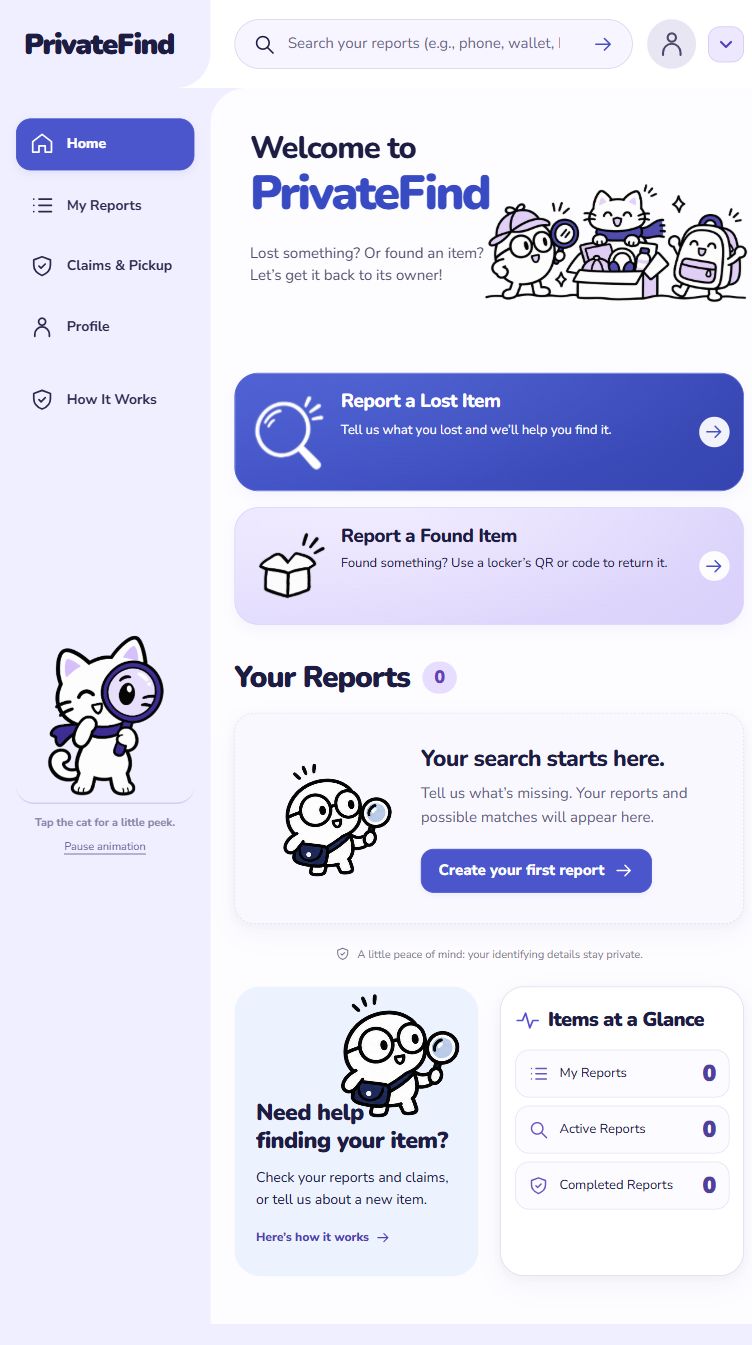 PrivateFind
Search your reports (e.g., phone, wallet,
Home
My Reports
Claims & Pickup
Profile
How It Works
Tap the cat for a little peek.
Pause animation
Welcome to
PrivateFind
Lost something? Or found an item?
Let's get it back to its owner!
Report a Lost Item
Tell us what you lost and we'll help you find it.
Report a Found Item
Found something? Use a locker's QR or code to return it.
Your Reports 0
Your search starts here.
Tell us what's missing. Your reports and
possible matches will appear here.
Create your first report
A little peace of mind: your identifying details stay private.
Need help
finding your item?
Check your reports and claims,
or tell us about a new item.
Here's how it works
Items at a Glance
My Reports 0
Active Reports 0
Completed Reports 0